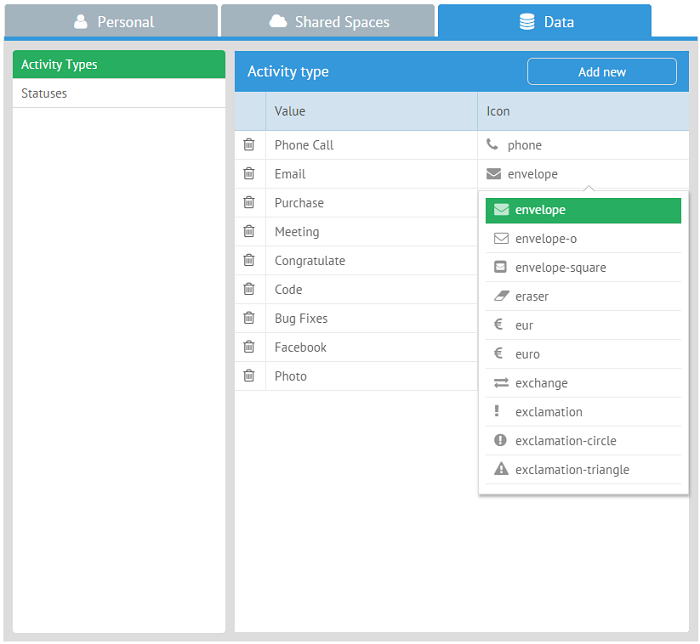 Personal
Shared Spaces
Data
Activity Types
Statuses
Activity type
Add new
Value
Icon
Phone Call
phone
Email
envelope
Purchase
Meeting
Congratulate
Code
Bug Fixes
Facebook
Photo
envelope
envelope-o
envelope-square
eraser
eur
euro
exchange
exclamation
exclamation-circle
exclamation-triangle